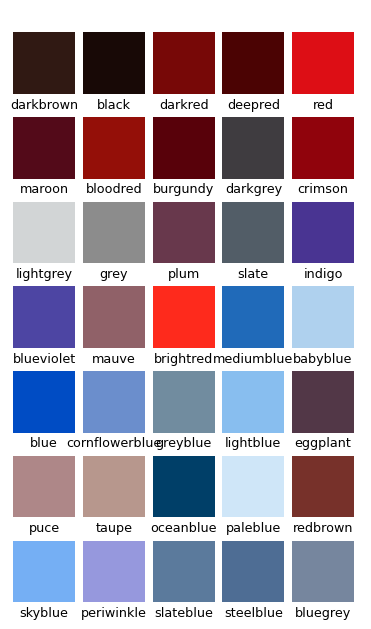 darkbrown black darkred deepred red
maroon bloodred burgundy darkgrey crimson
lightgrey grey plum slate indigo
blueviolet mauve brightred mediumblue babyblue
blue cornflowerblue greyblue lightblue eggplant
puce taupe oceanblue paleblue redbrown
skyblue periwinkle slateblue steelblue bluegrey